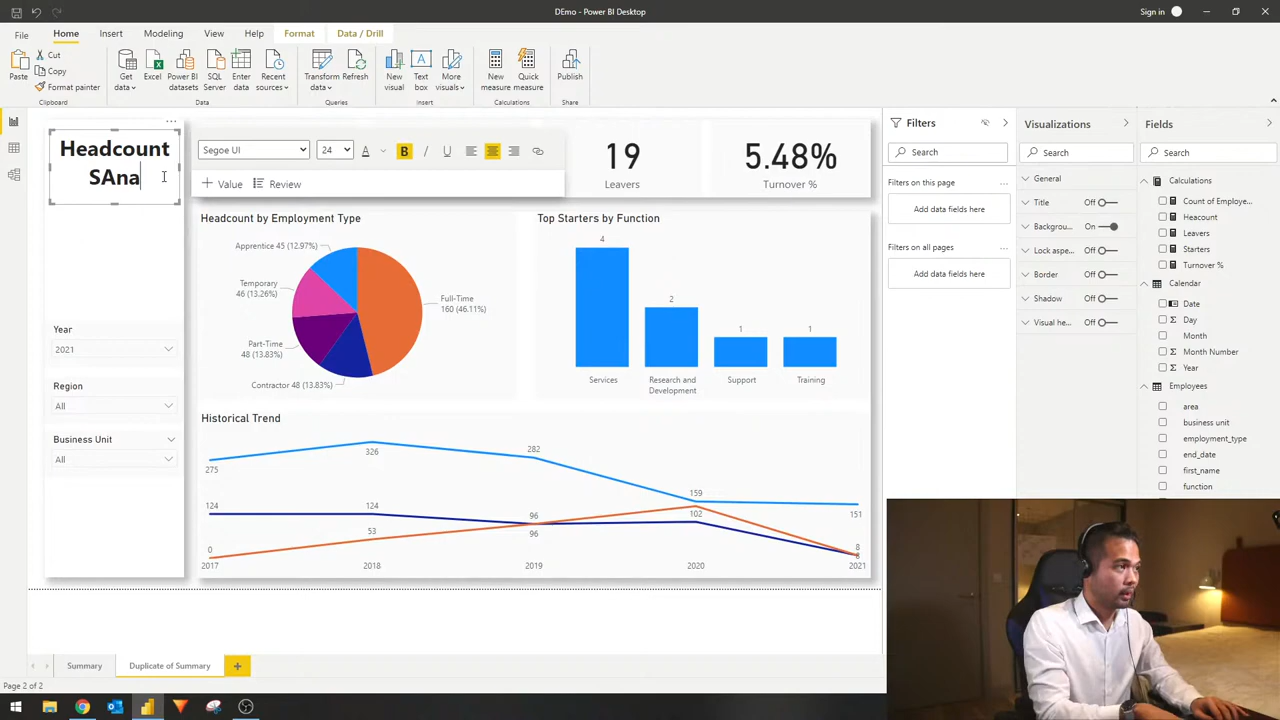 DEmo - Power BI Desktop
Sign in
File
Home
Insert
Modeling
View
Help
Format
Data / Drill
Paste
Cut
Copy
Format painter
Clipboard
Get data
Excel
Power BI datasets
SQL Server
Enter data
Recent sources
Data
Transform data
Refresh
Queries
New visual
Text box
More visuals
Insert
New measure
Quick measure
Calculations
Publish
Share
Headcount
SAna
Segoe UI
24
A
B
I
U
Value
Review
19
Leavers
5.48%
Turnover %
Year
2021
Region
All
Business Unit
All
Headcount by Employment Type
Apprentice 45 (12.97%)
Temporary
46 (13.26%)
Part-Time
48 (13.83%)
Contractor 48 (13.83%)
Full-Time
160 (46.11%)
Top Starters by Function
4
2
1
1
Services
Research and
Development
Support
Training
Historical Trend
275
326
282
159
151
124
124
96
102
8
0
53
96
8
2017
2018
2019
2020
2021
Filters
Search
Filters on this page
Add data fields here
Filters on all pages
Add data fields here
Visualizations
Search
General
Title
Off
Backgrou...
On
Lock aspe...
Off
Border
Off
Shadow
Off
Visual he...
Off
Fields
Search
Calculations
Count of Employe...
Heacount
Leavers
Starters
Turnover %
Calendar
Date
Day
Month
Month Number
Year
Employees
area
business unit
employment_type
end_date
first_name
function
Summary
Duplicate of Summary
Page 2 of 2